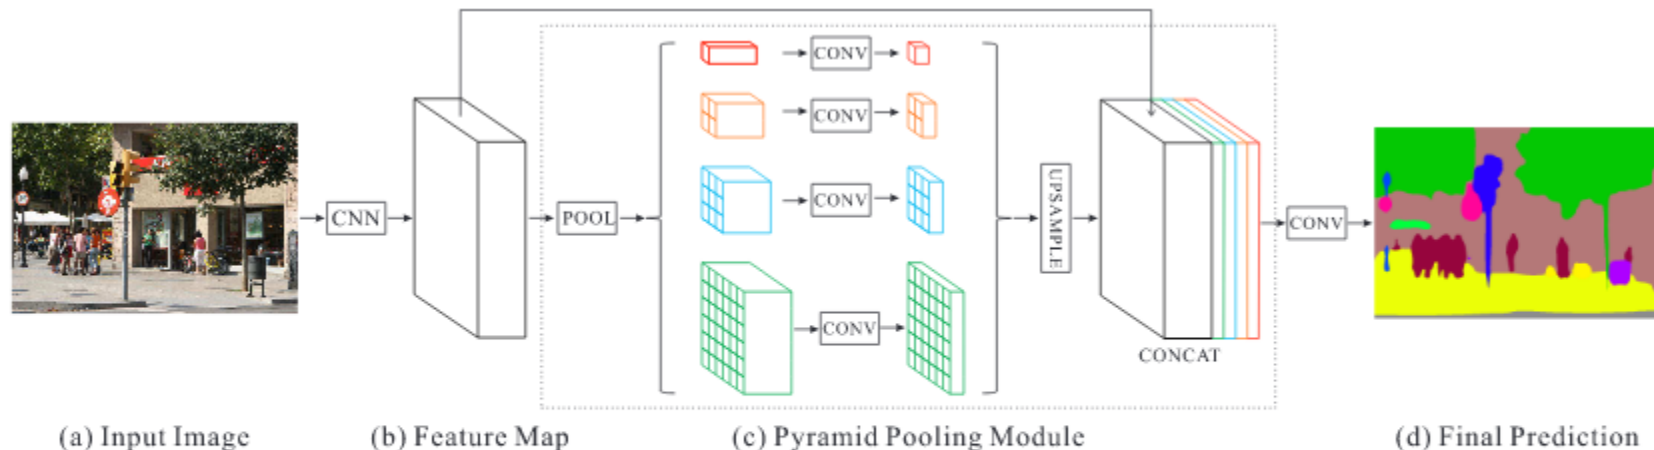 CONV
CONV
CONV
CONV
CNN
POOL
UPSAMPLE
CONCAT
CONV
(a) Input Image
(b) Feature Map
(c) Pyramid Pooling Module
(d) Final Prediction